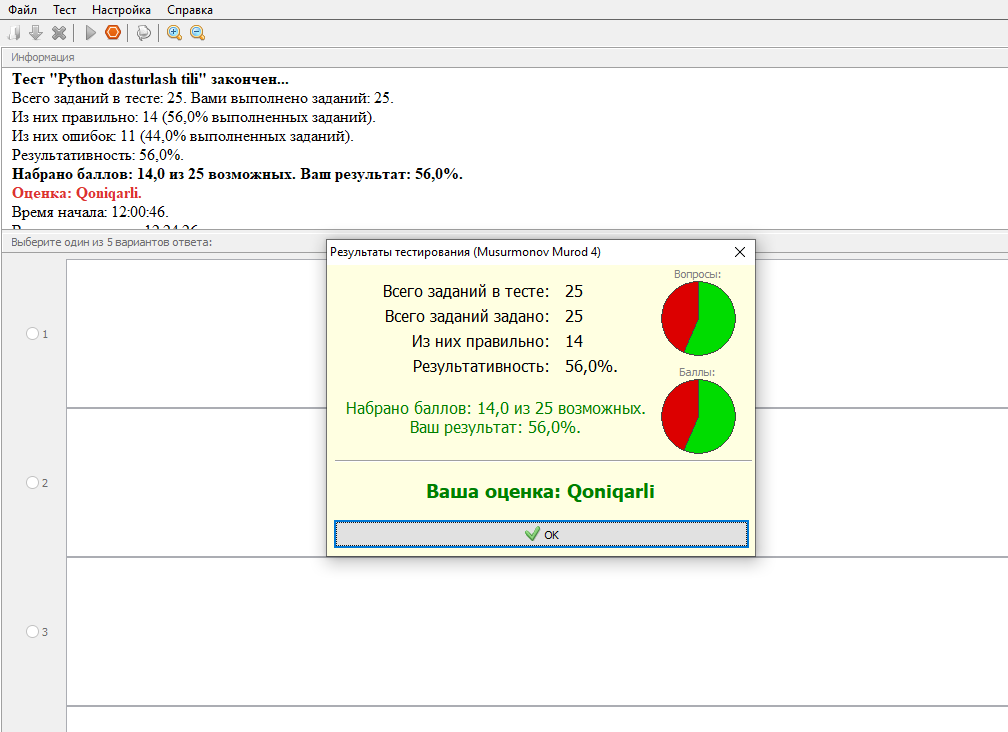 Файл Тест Настройка Справка
Информация
Тест "Python dasturlash tili" закончен...
Всего заданий в тесте: 25. Вами выполнено заданий: 25.
Из них правильно: 14 (56,0% выполненных заданий).
Из них ошибок: 11 (44,0% выполненных заданий).
Результативность: 56,0%.
Набрано баллов: 14,0 из 25 возможных. Ваш результат: 56,0%.
Оценка: Qoniqarli.
Время начала: 12:00:46.
Выберите один из 5 вариантов ответа:
1
2
3
Результаты тестирования (Musurmonov Murod 4)
Всего заданий в тесте: 25
Всего заданий задано: 25
Из них правильно: 14
Результативность: 56,0%.
Вопросы:
Баллы:
Набрано баллов: 14,0 из 25 возможных.
Ваш результат: 56,0%.
Ваша оценка: Qoniqarli
OK